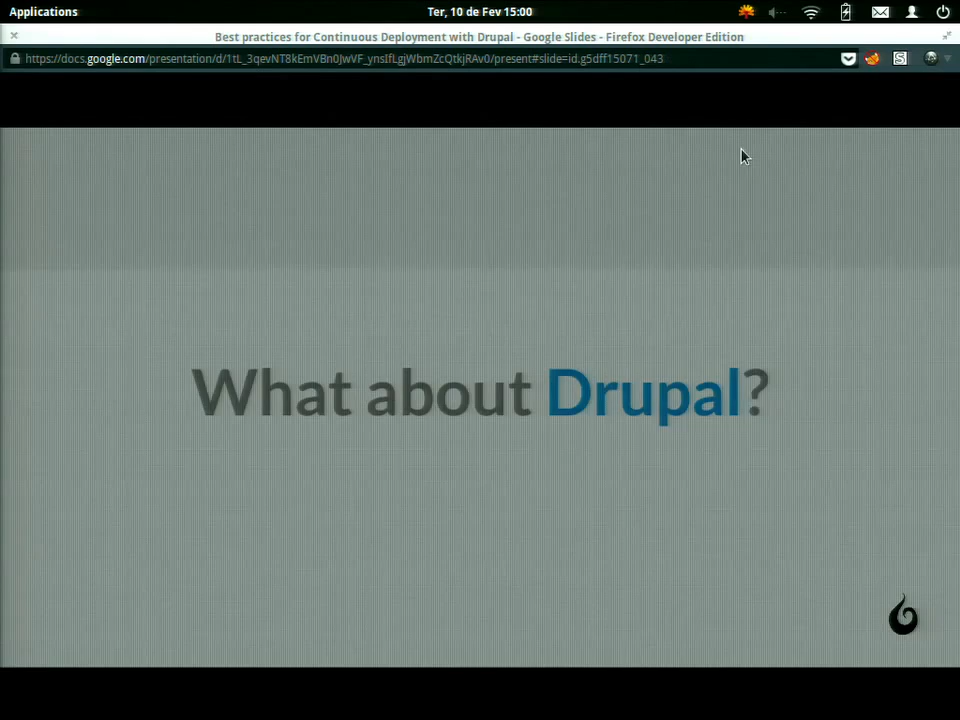 Applications
Ter, 10 de Fev 15:00
Best practices for Continuous Deployment with Drupal - Google Slides - Firefox Developer Edition
https://docs.google.com/presentation/d/1tL_3qevNT8kEmVBn0JwVF_ynsIfLgjWbmZcQtkjRAv0/present#slide=id.g5dff15071_043
What about Drupal?